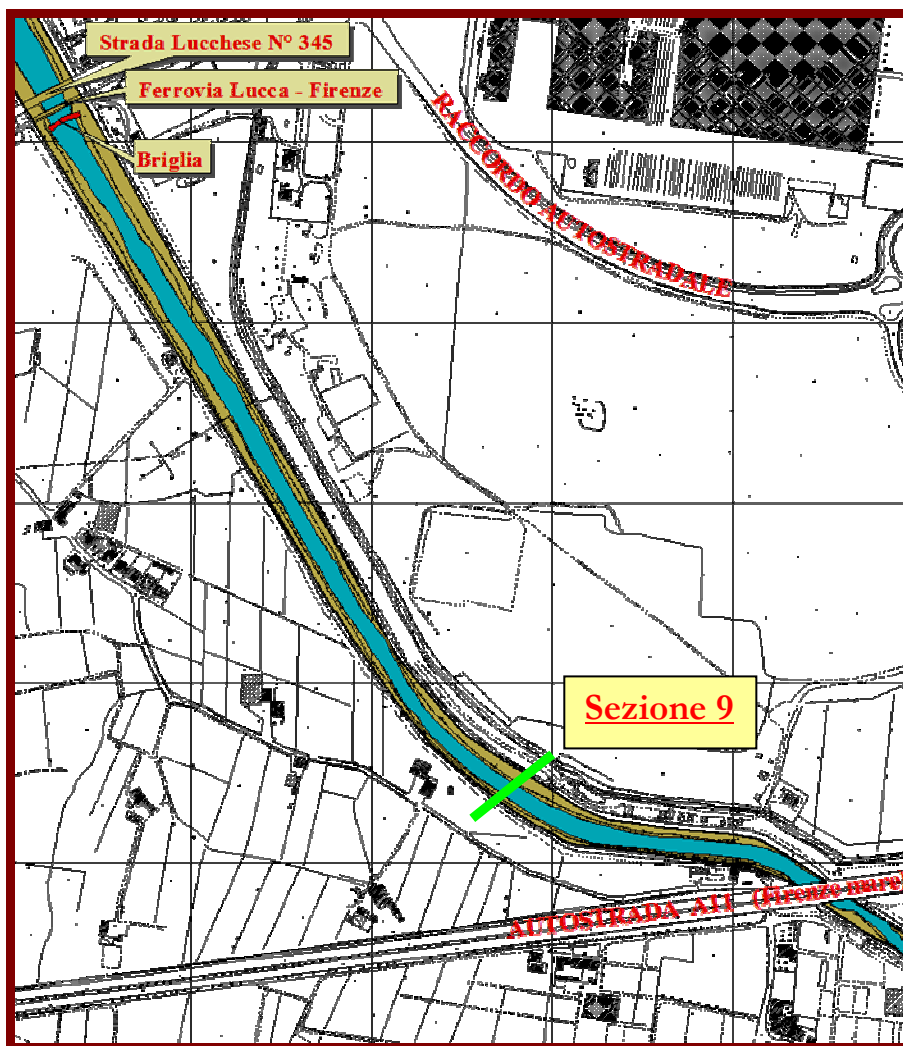 Strada Lucchese N° 345
Ferrovia Lucca - Firenze
Briglia
RACCORDO AUTOSTRADALE
Sezione 9
AUTOSTRADA A11 (Firenze mare)